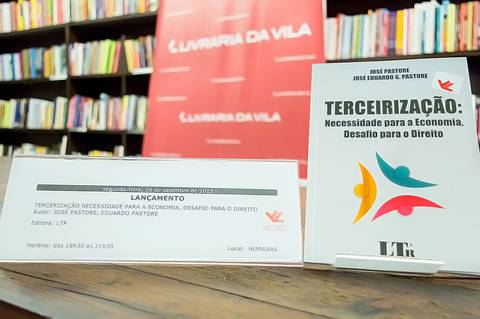 LIVRARIA DA VILA
LIVRARIA DA VILA
segunda-feira, 28 de setembro de 2015
LANÇAMENTO
TERCEIRIZAÇÃO NECESSIDADE PARA A ECONOMIA, DESAFIO PARA O DIREITO
Autor: JOSÉ PASTORE, EDUARDO PASTORE
Editora: LTR
Horário: das 18h30 às 21h30
Local: HUMANAS
JOSÉ PASTORE
JOSÉ EDUARDO G. PASTORE
TERCEIRIZAÇÃO:
Necessidade para a Economia,
Desafio para o Direito
LTR